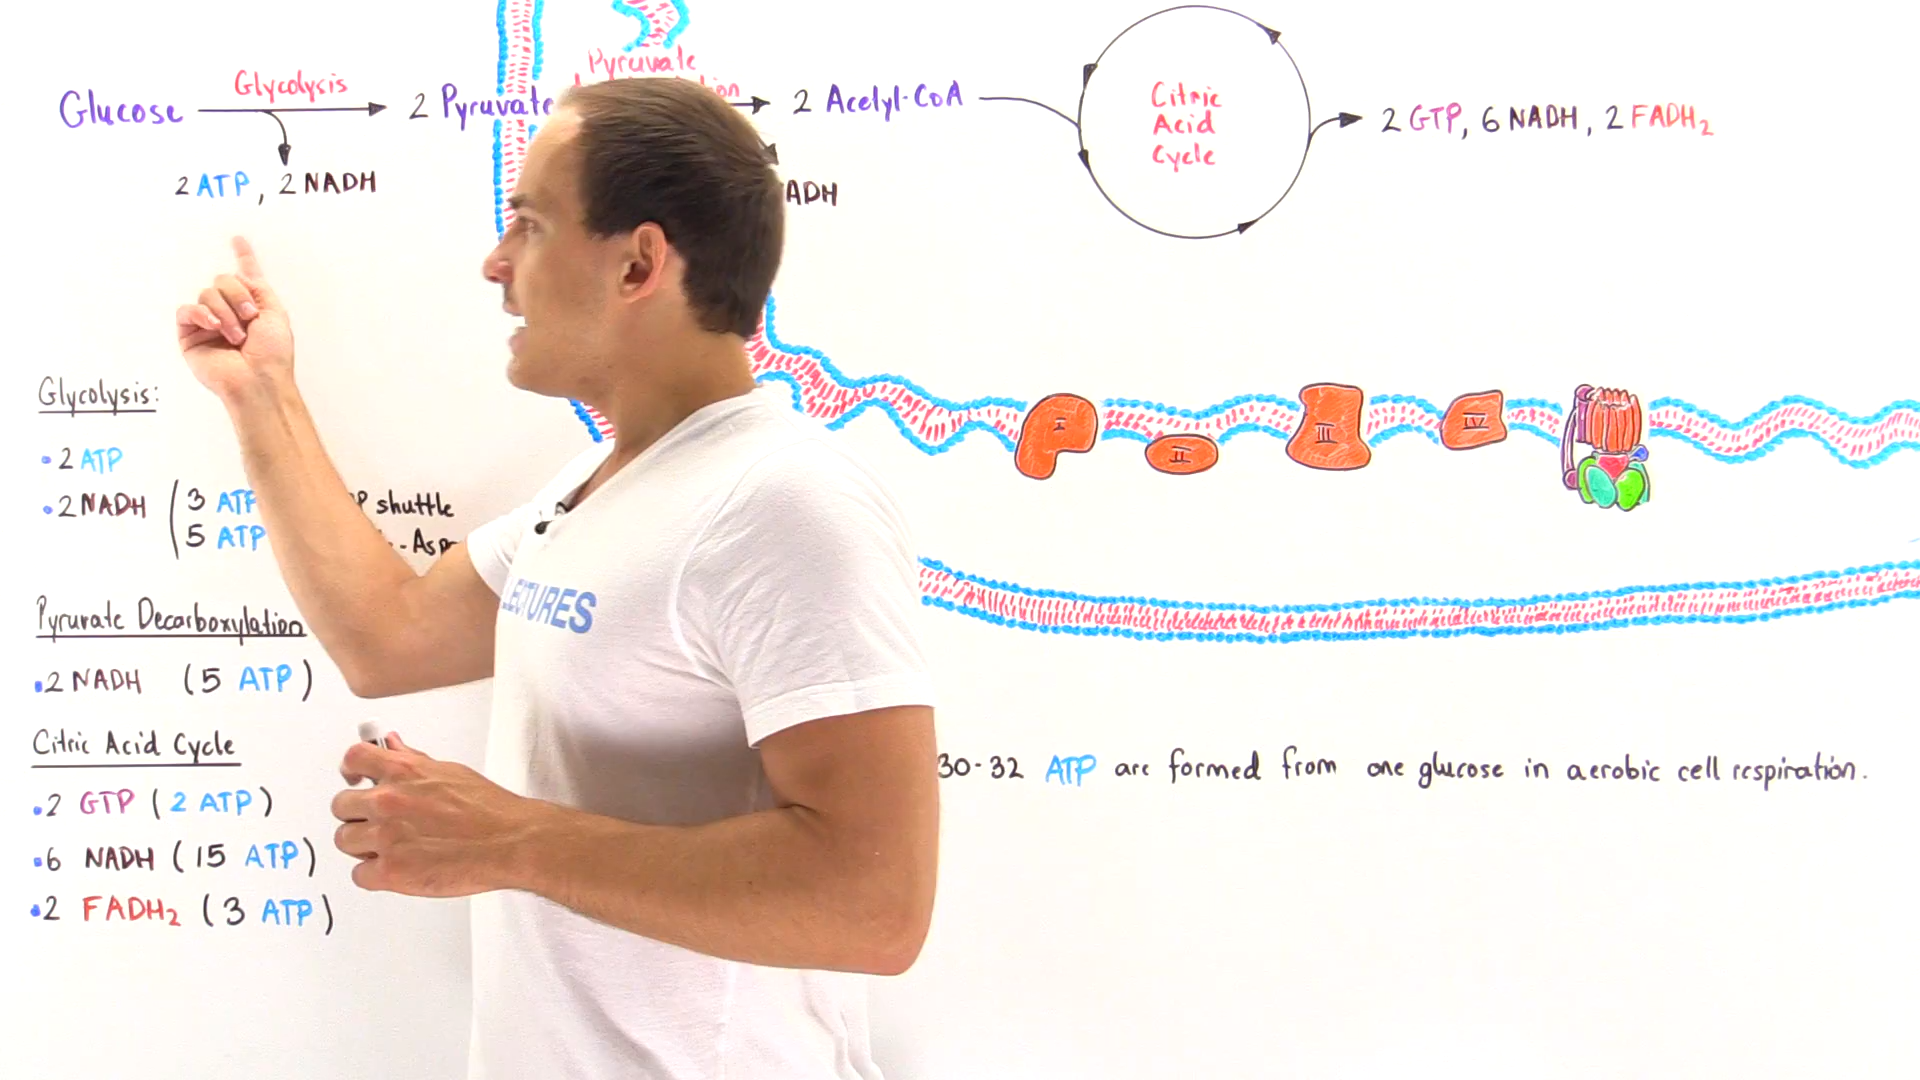 Glycolysis
Glucose
2 ATP, 2 NADH
2 Pyruvate
Pyruvate
2 Acetyl-CoA
ADH
Citric
Acid
Cycle
2 GTP, 6 NADH, 2 FADH₂
Glycolysis:
• 2 ATP
• 2 NADH ( 3 ATP shuttle
5 ATP
Pyruvate Decarboxylation
• 2 NADH (5 ATP)
Citric Acid Cycle
• 2 GTP (2 ATP)
• 6 NADH (15 ATP)
• 2 FADH₂ (3 ATP)
I
II
III
IV
LECTURES
30-32 ATP are formed from one glucose in aerobic cell respiration.